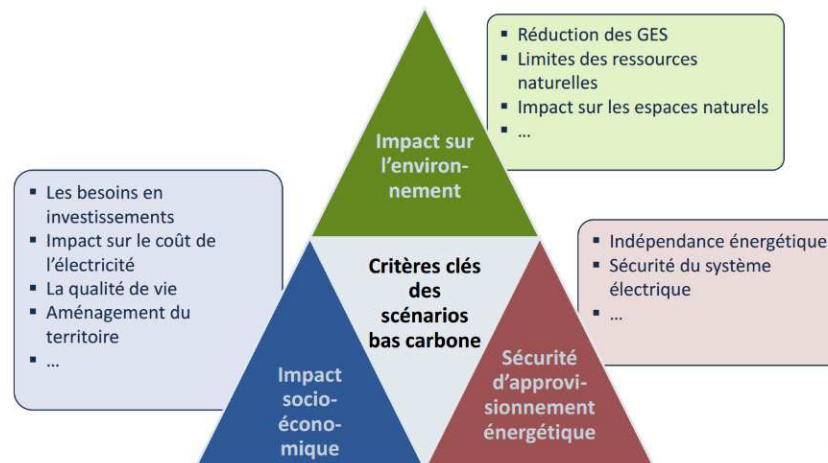 ▪ Réduction des GES
▪ Limites des ressources
naturelles
▪ Impact sur les espaces naturels
▪ ...
Impact sur
l'environ-
nement
▪ Les besoins en
investissements
▪ Impact sur le coût de
l'électricité
▪ La qualité de vie
▪ Aménagement du
territoire
▪ ...
Critères clés
des
scénarios
bas carbone
▪ Indépendance énergétique
▪ Sécurité du système
électrique
▪ ...
Impact
socio-
écono-
mique
Sécurité
d'approvi-
sionnement
énergétique